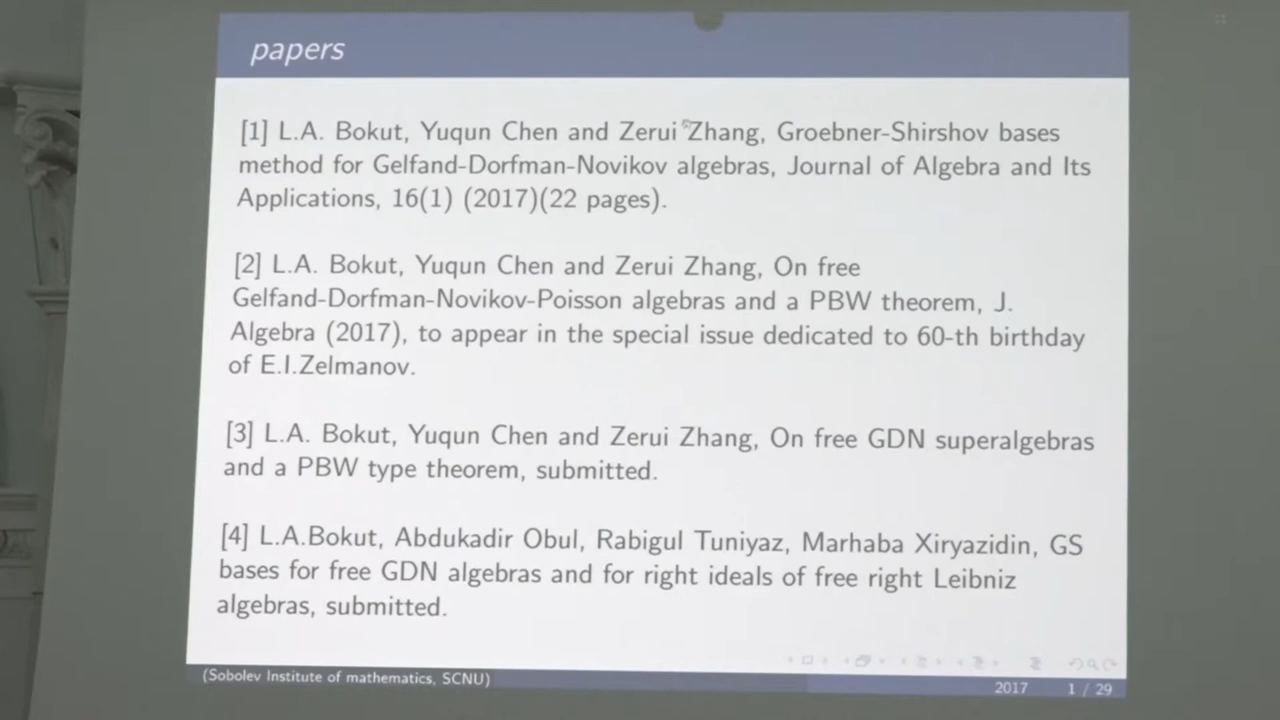 papers
[1] L.A. Bokut, Yuqun Chen and Zerui Zhang, Groebner-Shirshov bases
method for Gelfand-Dorfman-Novikov algebras, Journal of Algebra and Its
Applications, 16(1) (2017)(22 pages).
[2] L.A. Bokut, Yuqun Chen and Zerui Zhang, On free
Gelfand-Dorfman-Novikov-Poisson algebras and a PBW theorem, J.
Algebra (2017), to appear in the special issue dedicated to 60-th birthday
of E.I.Zelmanov.
[3] L.A. Bokut, Yuqun Chen and Zerui Zhang, On free GDN superalgebras
and a PBW type theorem, submitted.
[4] L.A.Bokut, Abdukadir Obul, Rabigul Tuniyaz, Marhaba Xiryazidin, GS
bases for free GDN algebras and for right ideals of free right Leibniz
algebras, submitted.
(Sobolev Institute of mathematics, SCNU)
2017 1 / 29